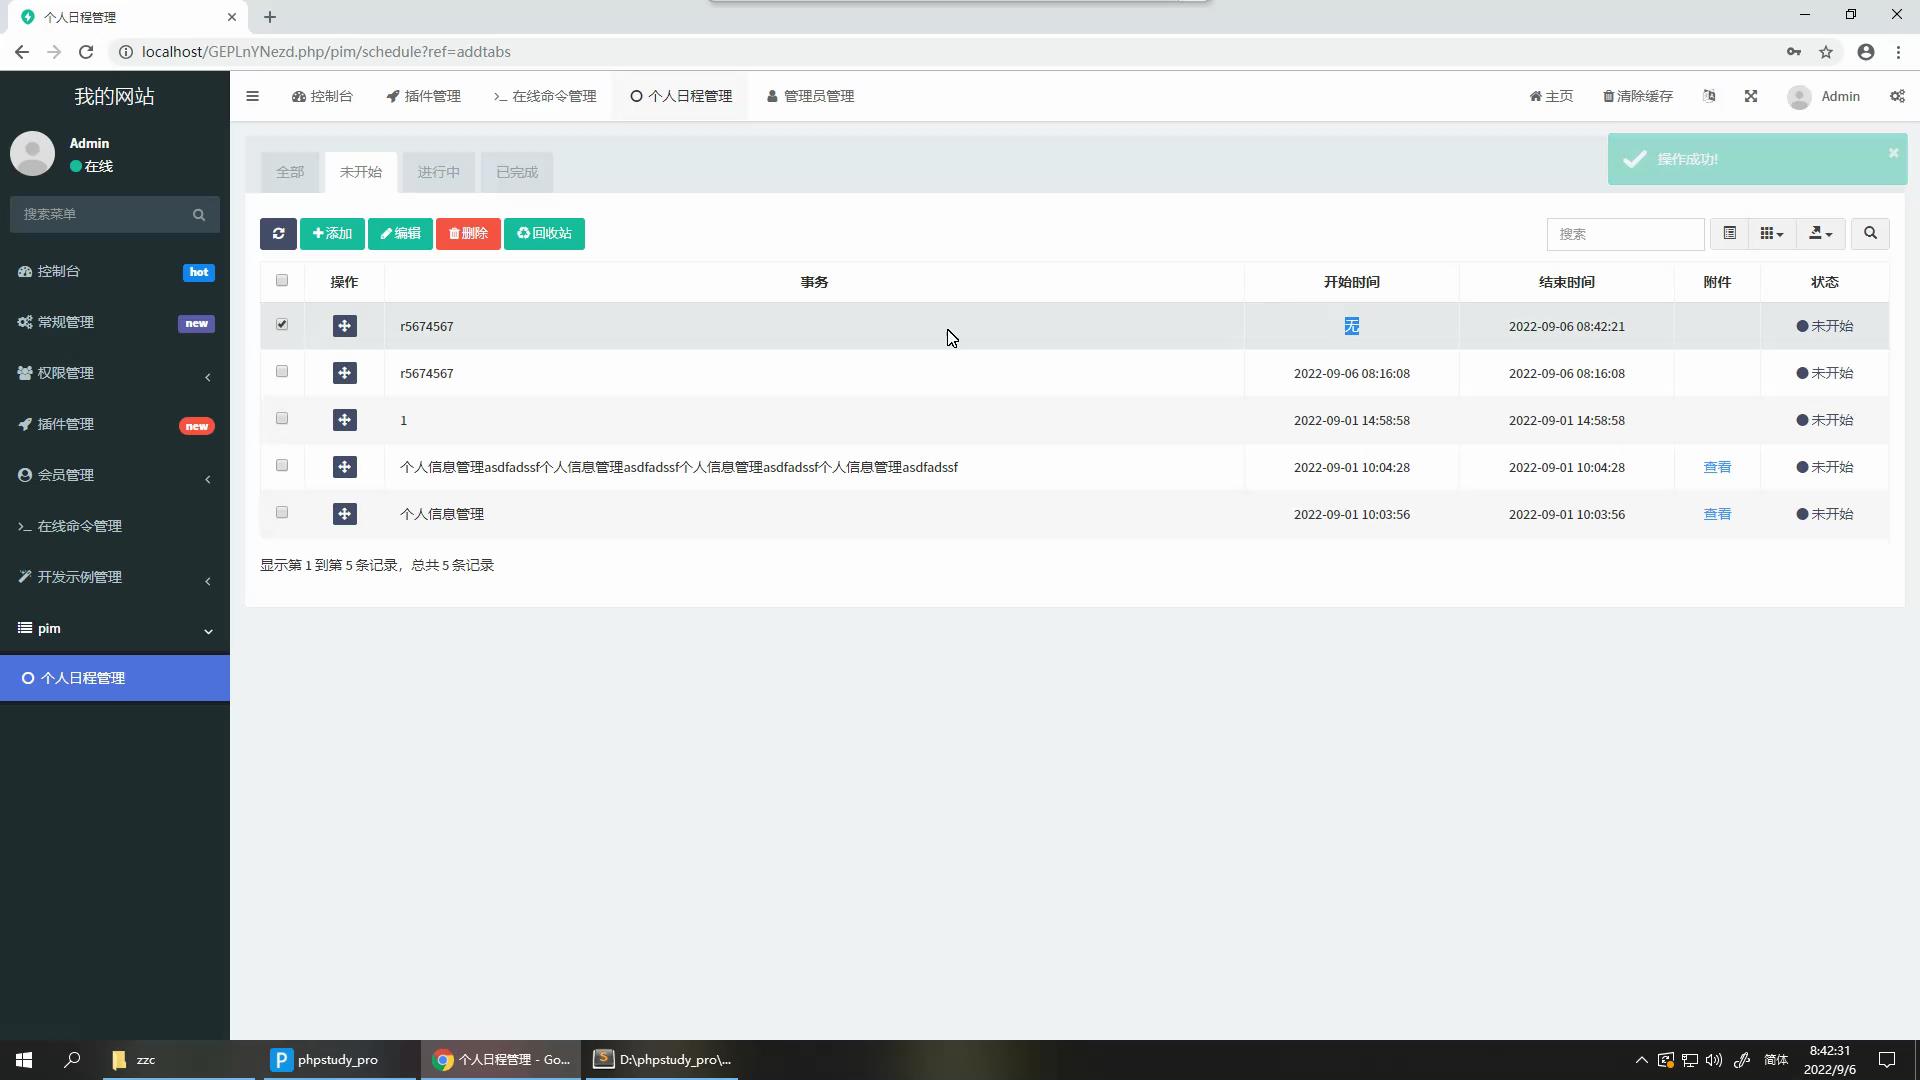 个人日程管理
localhost/GEPLnYNezd.php/pim/schedule?ref=addtabs
我的网站
控制台
插件管理
在线命令管理
个人日程管理
管理员管理
主页
清除缓存
Admin
Admin
在线
搜索菜单
控制台 hot
常规管理 new
权限管理
插件管理 new
会员管理
在线命令管理
开发示例管理
pim
个人日程管理
全部 未开始 进行中 已完成
操作成功!
×
添加 编辑 删除 回收站
搜索
操作 事务 开始时间 结束时间 附件 状态
r5674567 无 2022-09-06 08:42:21 未开始
r5674567 2022-09-06 08:16:08 2022-09-06 08:16:08 未开始
1 2022-09-01 14:58:58 2022-09-01 14:58:58 未开始
个人信息管理asdfadssf个人信息管理asdfadssf个人信息管理asdfadssf个人信息管理asdfadssf 2022-09-01 10:04:28 2022-09-01 10:04:28 查看 未开始
个人信息管理 2022-09-01 10:03:56 2022-09-01 10:03:56 查看 未开始
显示第 1 到第 5 条记录，总共 5 条记录
zzc
phpstudy_pro
个人日程管理 - Go...
D:\phpstudy_pro\...
简体
8:42:31
2022/9/6